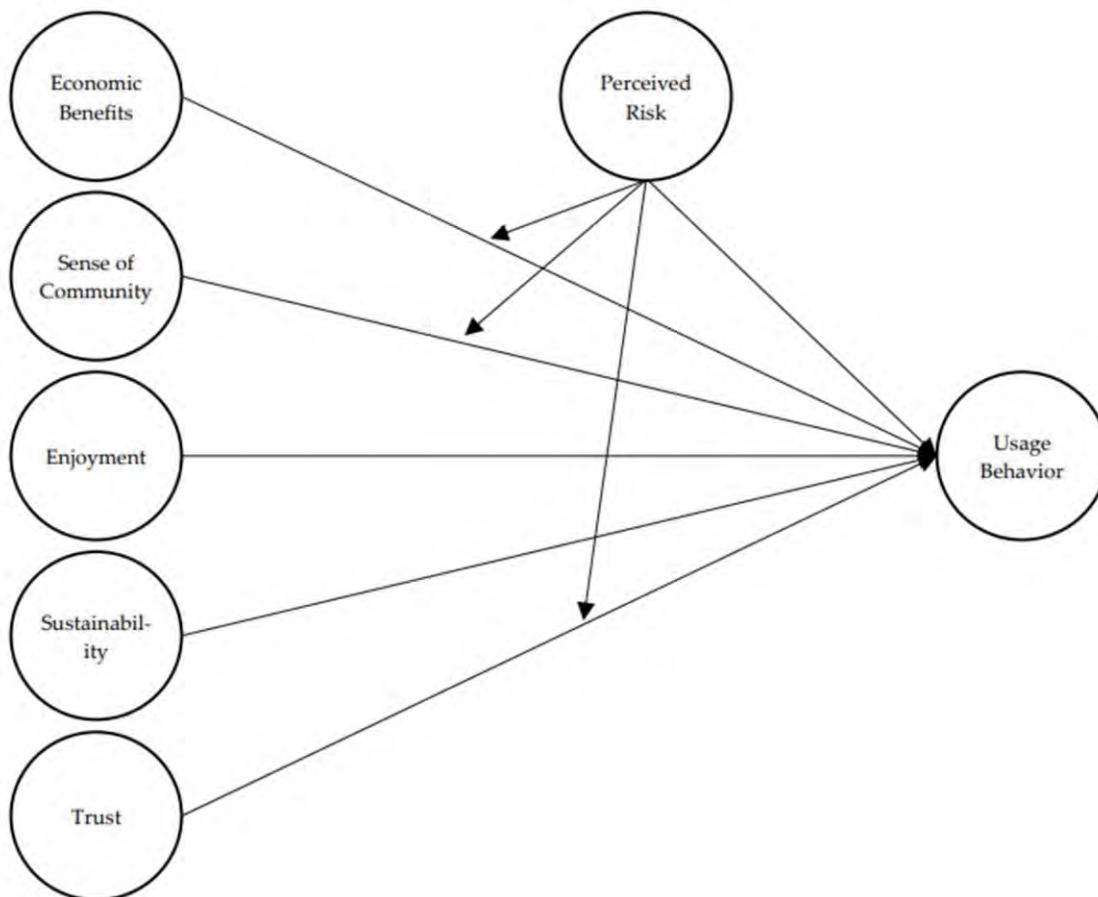 Economic
Benefits
Perceived
Risk
Sense of
Community
Enjoyment
Usage
Behavior
Sustainabil-
ity
Trust